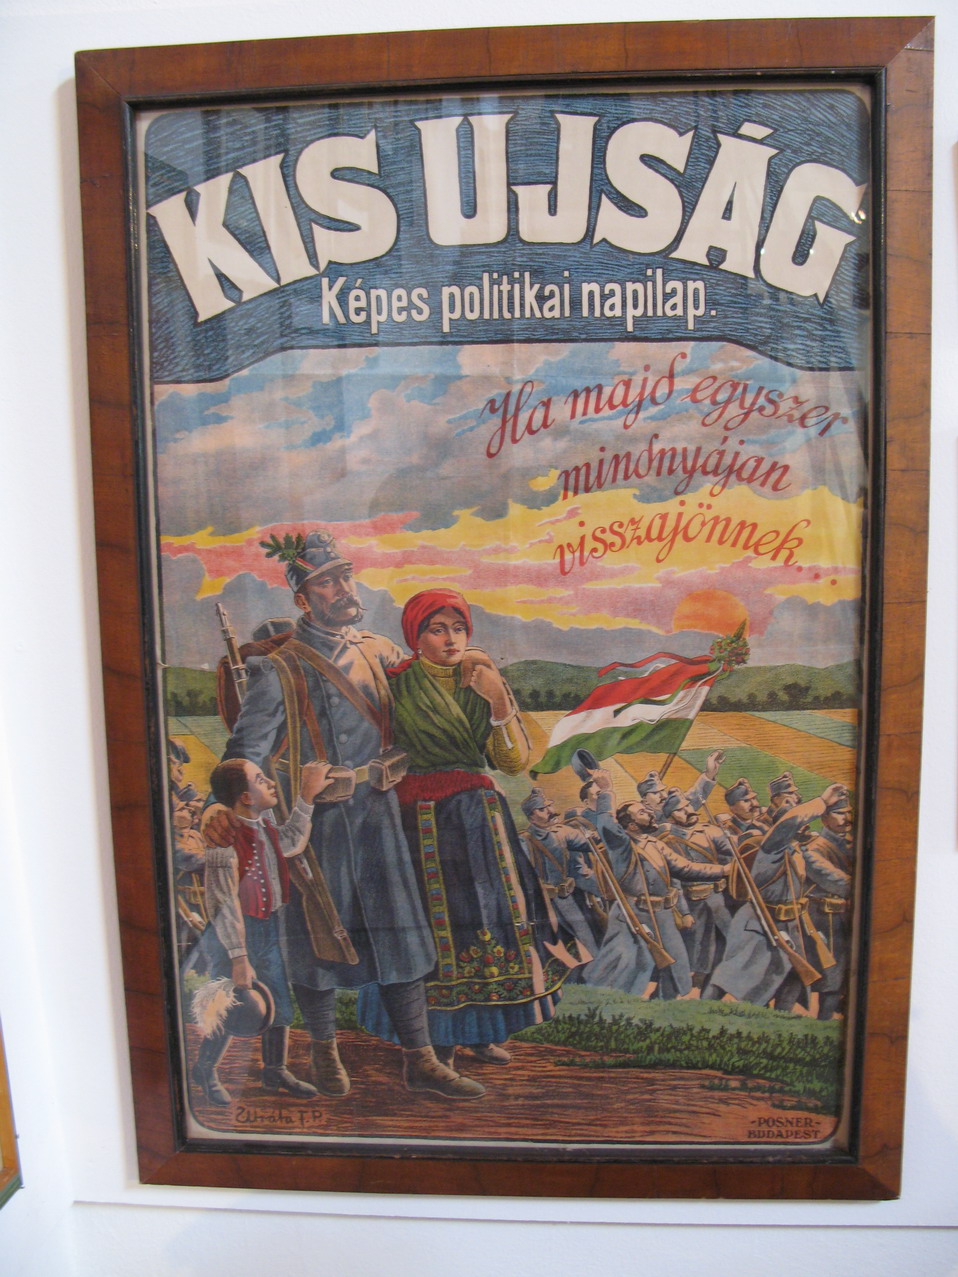 KIS UJSÁG
Képes politikai napilap.
Ha majd egyszer
mindnyájan
visszajönnek...
F. P.
-POSNER-
BUDAPEST